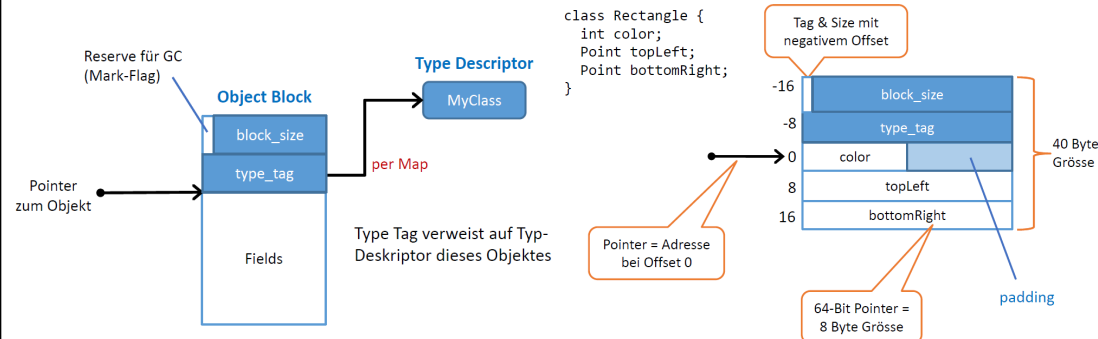 Reserve für GC
(Mark-Flag)
Object Block
block_size
type_tag
Fields
Pointer
zum Objekt
per Map
Type Descriptor
MyClass
Type Tag verweist auf Typ-
Deskriptor dieses Objektes
class Rectangle {
int color;
Point topLeft;
Point bottomRight;
}
Tag & Size mit
negativem Offset
-16
block_size
-8
type_tag
0
color
8
topLeft
16
bottomRight
40 Byte
Grösse
Pointer = Adresse
bei Offset 0
64-Bit Pointer =
8 Byte Grösse
padding